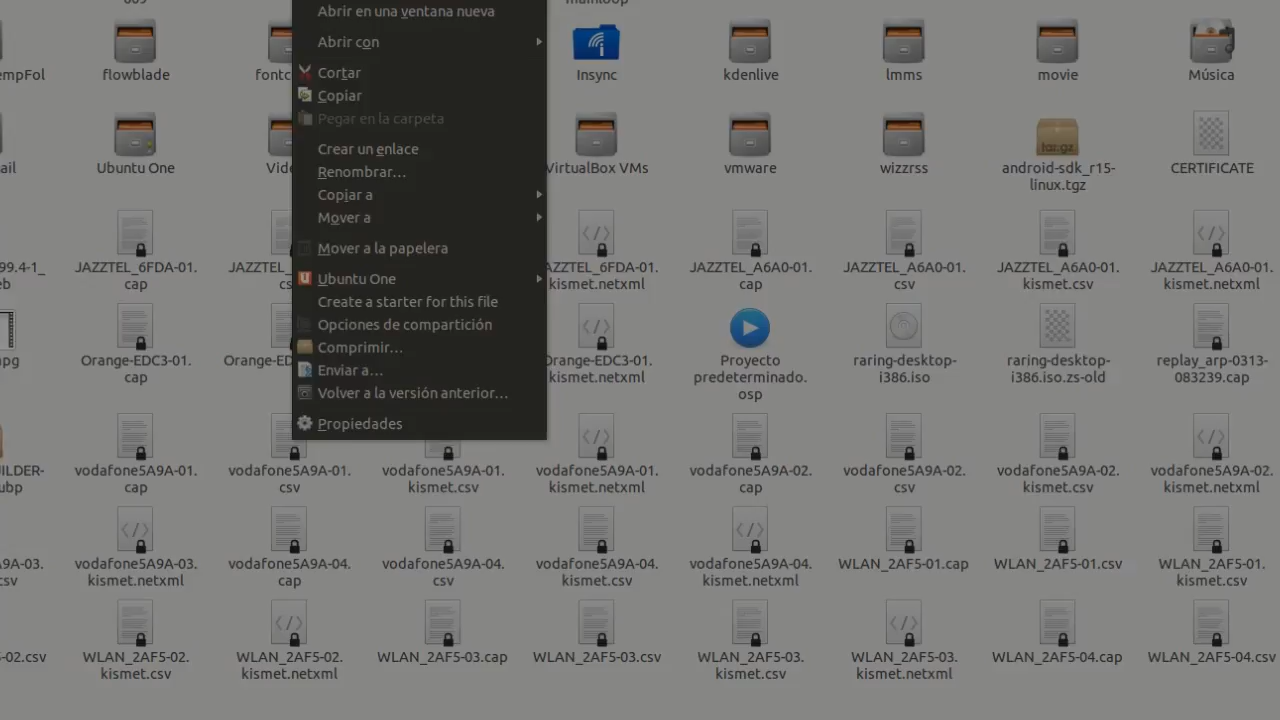 Abrir en una ventana nueva
Abrir con
Cortar
Copiar
Pegar en la carpeta
Crear un enlace
Renombrar...
Copiar a
Mover a
Mover a la papelera
Ubuntu One
Create a starter for this file
Opciones de compartición
Comprimir...
Enviar a...
Volver a la versión anterior...
Propiedades
flowblade
Insync
kdenlive
lmms
movie
Música
Ubuntu One
VirtualBox VMs
vmware
wizzrss
android-sdk_r15-
linux.tgz
CERTIFICATE
JAZZTEL_6FDA-01.
cap
AZZTEL_6FDA-01.
kismet.netxml
JAZZTEL_A6A0-01.
cap
JAZZTEL_A6A0-01.
csv
JAZZTEL_A6A0-01.
kismet.csv
JAZZTEL_A6A0-01.
kismet.netxml
Orange-EDC3-01.
cap
Orange-EDC3-01.
kismet.netxml
Proyecto
predeterminado.
osp
raring-desktop-
i386.iso
raring-desktop-
i386.iso.zs-old
replay_arp-0313-
083239.cap
vodafone5A9A-01.
cap
vodafone5A9A-01.
csv
vodafone5A9A-01.
kismet.csv
vodafone5A9A-01.
kismet.netxml
vodafone5A9A-02.
cap
vodafone5A9A-02.
csv
vodafone5A9A-02.
kismet.csv
vodafone5A9A-02.
kismet.netxml
vodafone5A9A-03.
kismet.netxml
vodafone5A9A-04.
cap
vodafone5A9A-04.
csv
vodafone5A9A-04.
kismet.csv
vodafone5A9A-04.
kismet.netxml
WLAN_2AF5-01.cap
WLAN_2AF5-01.csv
WLAN_2AF5-01.
kismet.csv
5-02.csv
WLAN_2AF5-02.
kismet.csv
WLAN_2AF5-02.
kismet.netxml
WLAN_2AF5-03.cap
WLAN_2AF5-03.csv
WLAN_2AF5-03.
kismet.csv
WLAN_2AF5-03.
kismet.netxml
WLAN_2AF5-04.cap
WLAN_2AF5-04.csv